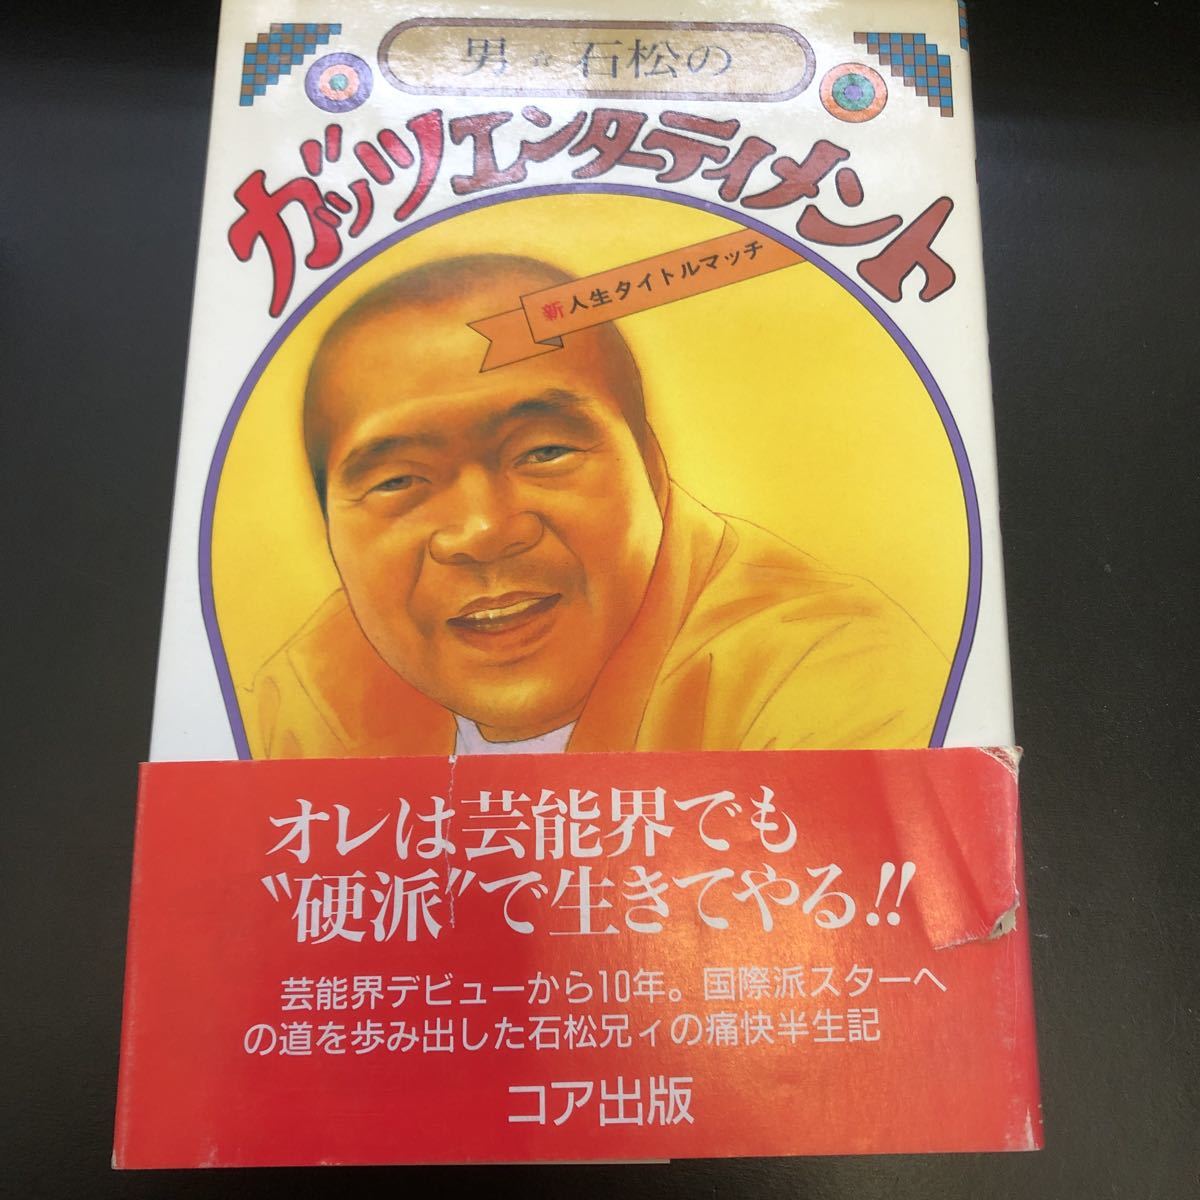 男☆石松の
ガッツエンターティメント
新人生タイトルマッチ
オレは芸能界でも
“硬派”で生きてやる!!
芸能界デビューから10年。国際派スターへ
の道を歩み出した石松兄ィの痛快半生記
コア出版